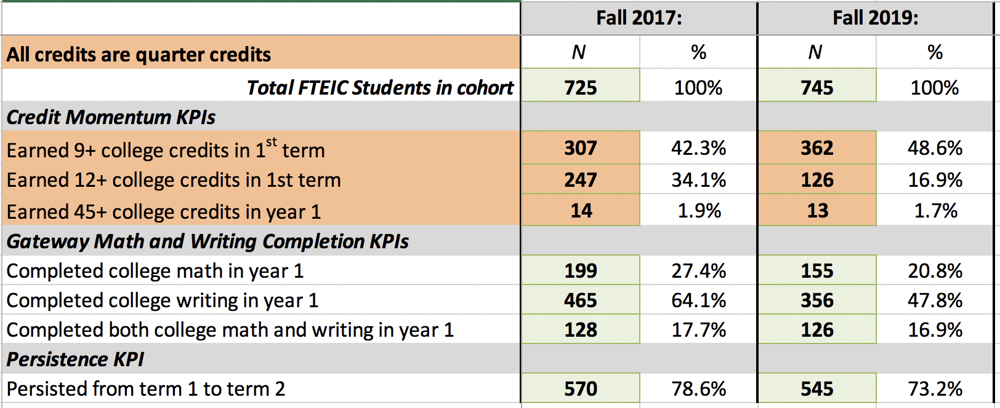 Fall 2017: Fall 2019:
All credits are quarter credits N % N %
Total FTEIC Students in cohort 725 100% 745 100%
Credit Momentum KPIs
Earned 9+ college credits in 1st term 307 42.3% 362 48.6%
Earned 12+ college credits in 1st term 247 34.1% 126 16.9%
Earned 45+ college credits in year 1 14 1.9% 13 1.7%
Gateway Math and Writing Completion KPIs
Completed college math in year 1 199 27.4% 155 20.8%
Completed college writing in year 1 465 64.1% 356 47.8%
Completed both college math and writing in year 1 128 17.7% 126 16.9%
Persistence KPI
Persisted from term 1 to term 2 570 78.6% 545 73.2%